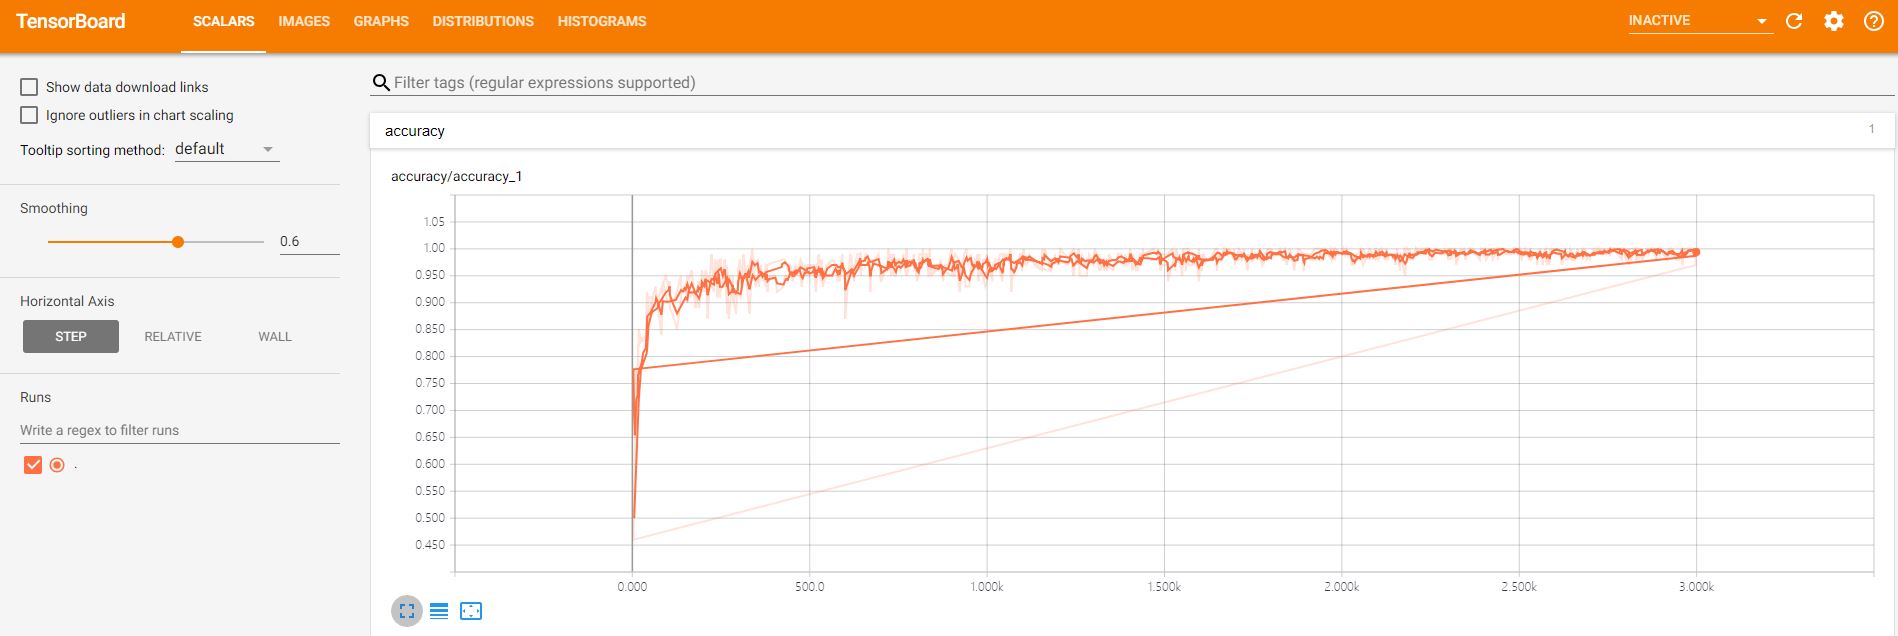 TensorBoard SCALARS IMAGES GRAPHS DISTRIBUTIONS HISTOGRAMS INACTIVE
Show data download links
Ignore outliers in chart scaling
Tooltip sorting method: default
Smoothing
0.6
Horizontal Axis
STEP RELATIVE WALL
Runs
Write a regex to filter runs
.
Filter tags (regular expressions supported)
accuracy 1
accuracy/accuracy_1
1.05
1.00
0.950
0.900
0.850
0.800
0.750
0.700
0.650
0.600
0.550
0.500
0.450
0.000 500.0 1.000k 1.500k 2.000k 2.500k 3.000k